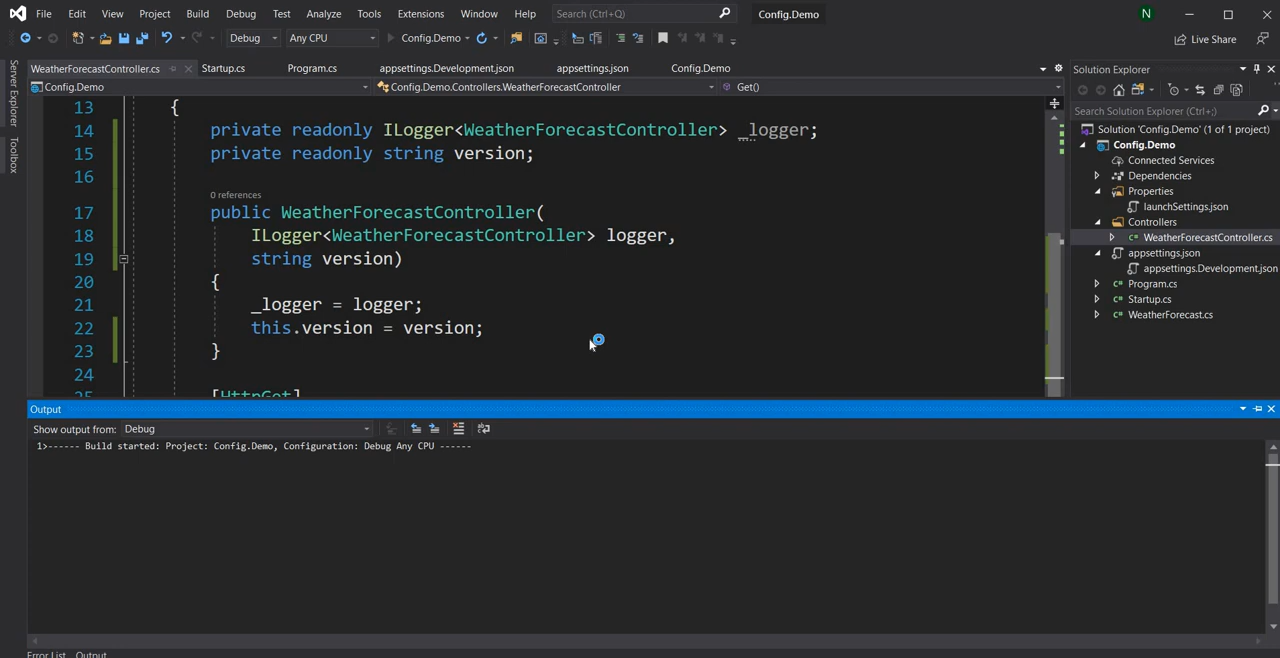 File Edit View Project Build Debug Test Analyze Tools Extensions Window Help Search (Ctrl+Q) Config.Demo N
Debug Any CPU Config.Demo Live Share
WeatherForecastController.cs Startup.cs Program.cs appsettings.Development.json appsettings.json Config.Demo
Config.Demo Config.Demo.Controllers.WeatherForecastController Get()
Server Explorer
Toolbox
13 {
14 private readonly ILogger<WeatherForecastController> _logger;
15 private readonly string version;
16
0 references
17 public WeatherForecastController(
18 ILogger<WeatherForecastController> logger,
19 string version)
20 {
21 _logger = logger;
22 this.version = version;
23 }
24
25 [HttpGet]
Solution Explorer
Search Solution Explorer (Ctrl+;)
Solution 'Config.Demo' (1 of 1 project)
Config.Demo
Connected Services
Dependencies
Properties
launchSettings.json
Controllers
WeatherForecastController.cs
appsettings.json
appsettings.Development.json
Program.cs
Startup.cs
WeatherForecast.cs
Output
Show output from: Debug
1>------ Build started: Project: Config.Demo, Configuration: Debug Any CPU ------
Error List Output